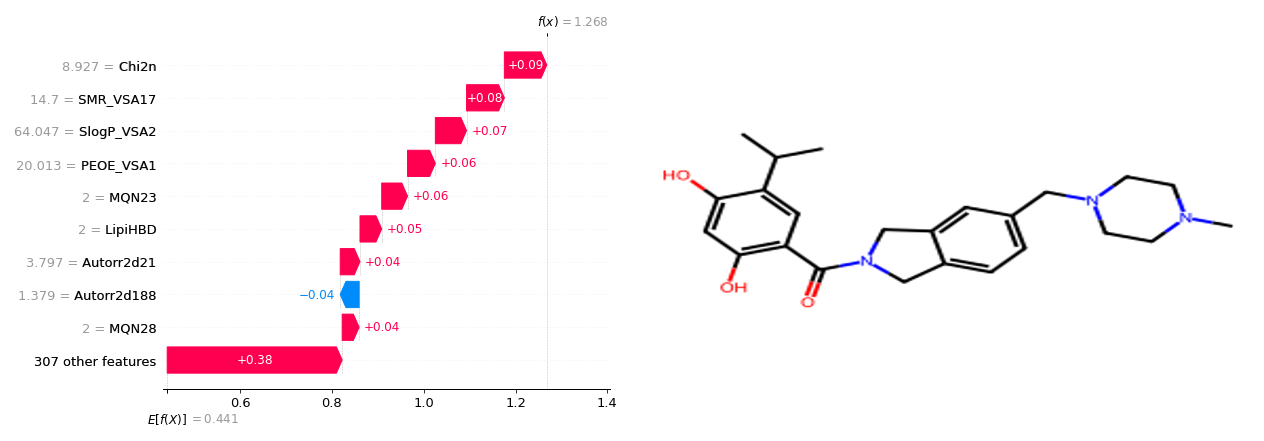 f(x) = 1.268
8.927 = Chi2n
+0.09
14.7 = SMR_VSA17
+0.08
64.047 = SlogP_VSA2
+0.07
20.013 = PEOE_VSA1
+0.06
2 = MQN23
+0.06
2 = LipiHBD
+0.05
3.797 = Autorr2d21
+0.04
1.379 = Autorr2d188
−0.04
2 = MQN28
+0.04
307 other features
+0.38
0.6 0.8 1.0 1.2 1.4
E[f(X)] = 0.441
HO
OH
O
N
N
N